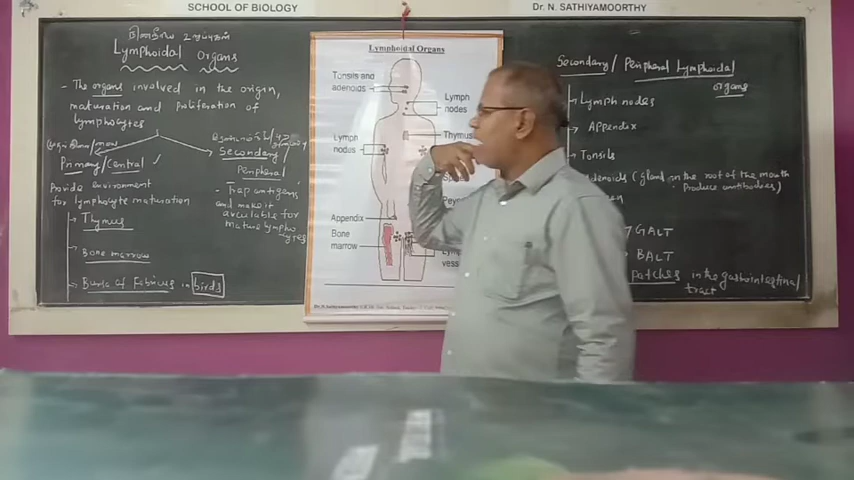 SCHOOL OF BIOLOGY
Dr. N. SATHIYAMOORTHY
Lymphoidal Organs
- The organs involved in the origin,
maturation and proliferation of
lymphocytes
Primary/Central ✓
Provide environment
for lymphocyte maturation
Thymus
Bone marrow
Bursa of Fabricius in birds
Secondary/
Peripheral
- Trap antigens
and make it
available for
mature lympho
cytes
Lymphoidal Organs
Tonsils and
adenoids
Lymph
nodes
Lymph
nodes
Thymus
Appendix
Bone
marrow
Secondary/ Peripheral Lymphoidal
organs
Lymph nodes
Appendix
Tonsils
Adenoids (gland on the roof of the mouth
Produce antibodies)
GALT
BALT
patches in the gastrointestinal
tract